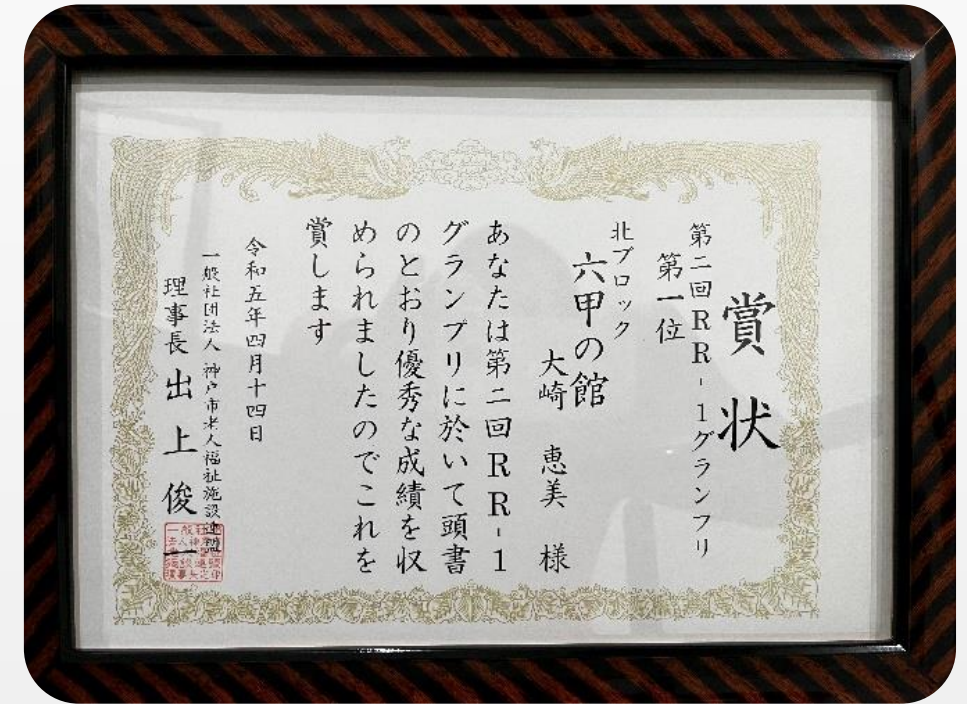 賞状
第二回RR-1グランプリ
第一位
北ブロック
六甲の館
大崎 恵美 様
あなたは第二回RR-1
グランプリに於いて頭書
のとおり優秀な成績を収
められましたのでこれを
賞します
令和五年四月十四日
一般社団法人 神戸市老人福祉施設連盟
理事長 出上俊一